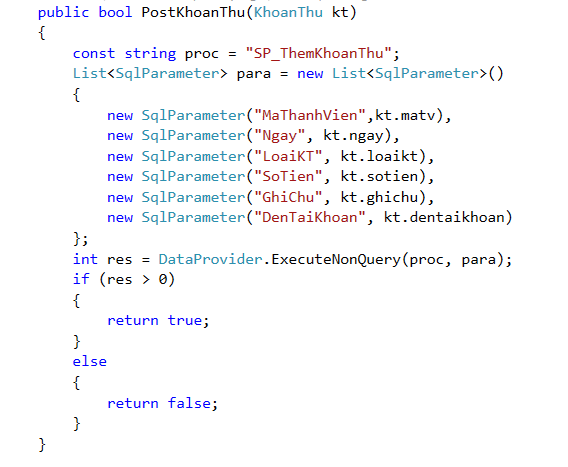 public bool PostKhoanThu(KhoanThu kt)
{
const string proc = "SP_ThemKhoanThu";
List<SqlParameter> para = new List<SqlParameter>()
{
new SqlParameter("MaThanhVien",kt.matv),
new SqlParameter("Ngay", kt.ngay),
new SqlParameter("LoaiKT", kt.loaikt),
new SqlParameter("SoTien", kt.sotien),
new SqlParameter("GhiChu", kt.ghichu),
new SqlParameter("DenTaiKhoan", kt.dentaikhoan)
};
int res = DataProvider.ExecuteNonQuery(proc, para);
if (res > 0)
{
return true;
}
else
{
return false;
}
}